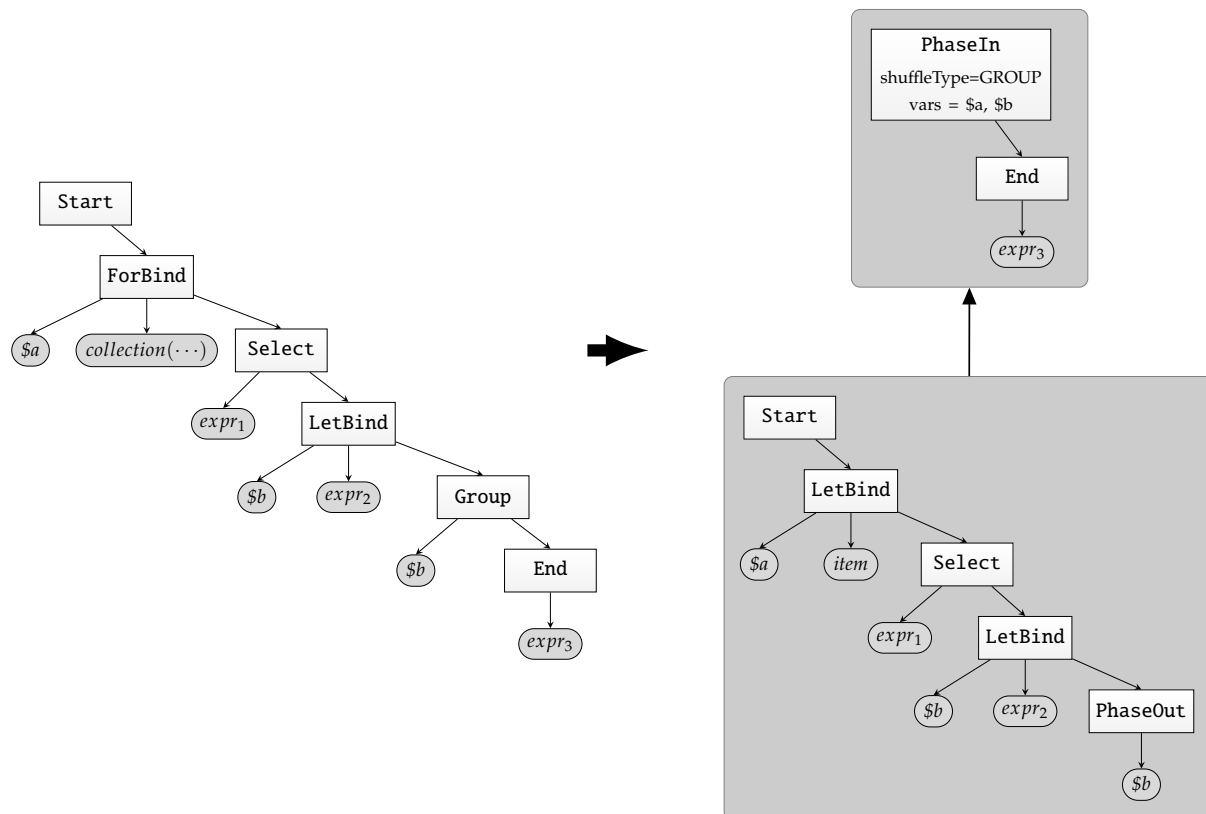 Start
ForBind
$a
collection(···)
Select
expr₁
LetBind
$b
expr₂
Group
$b
End
expr₃
PhaseIn
shuffleType=GROUP
vars = $a, $b
End
expr₃
Start
LetBind
$a
item
Select
expr₁
LetBind
$b
expr₂
PhaseOut
$b